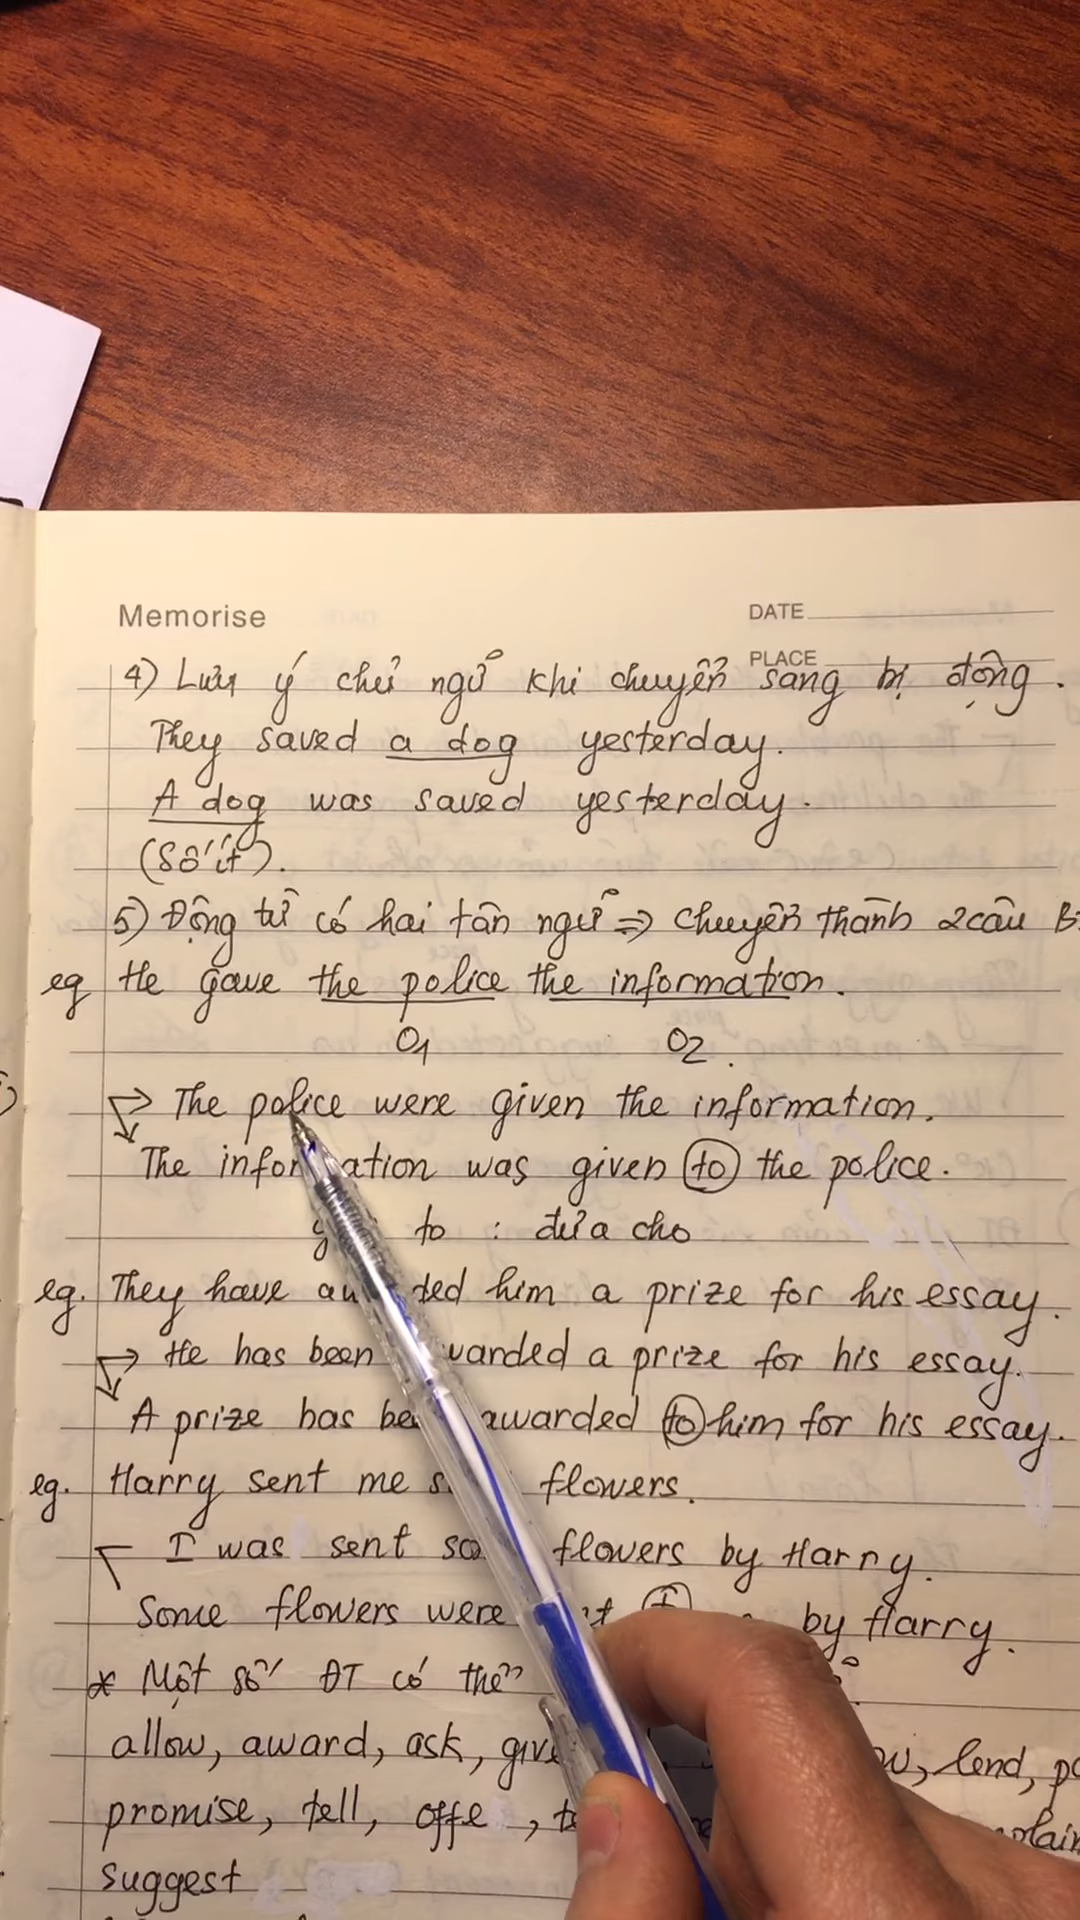 Memorise
DATE
PLACE
4) Lưu ý chủ ngữ khi chuyển sang bị động.
They saved a dog yesterday.
A dog was saved yesterday.
(Số ít).
5) Động từ có hai tân ngữ => chuyển thành 2 câu
eg He gave the police the information.
O1 O2.
The police were given the information.
The information was given to the police.
to : đưa cho
eg. They have him a prize for his essay.
He has been awarded a prize for his essay.
A prize has been awarded to him for his essay.
eg. Harry sent me flowers.
I was sent flowers by Harry.
Some flowers were by Harry.
* Một số ĐT có thể
allow, award, ask, give lend,
promise, tell,
suggest